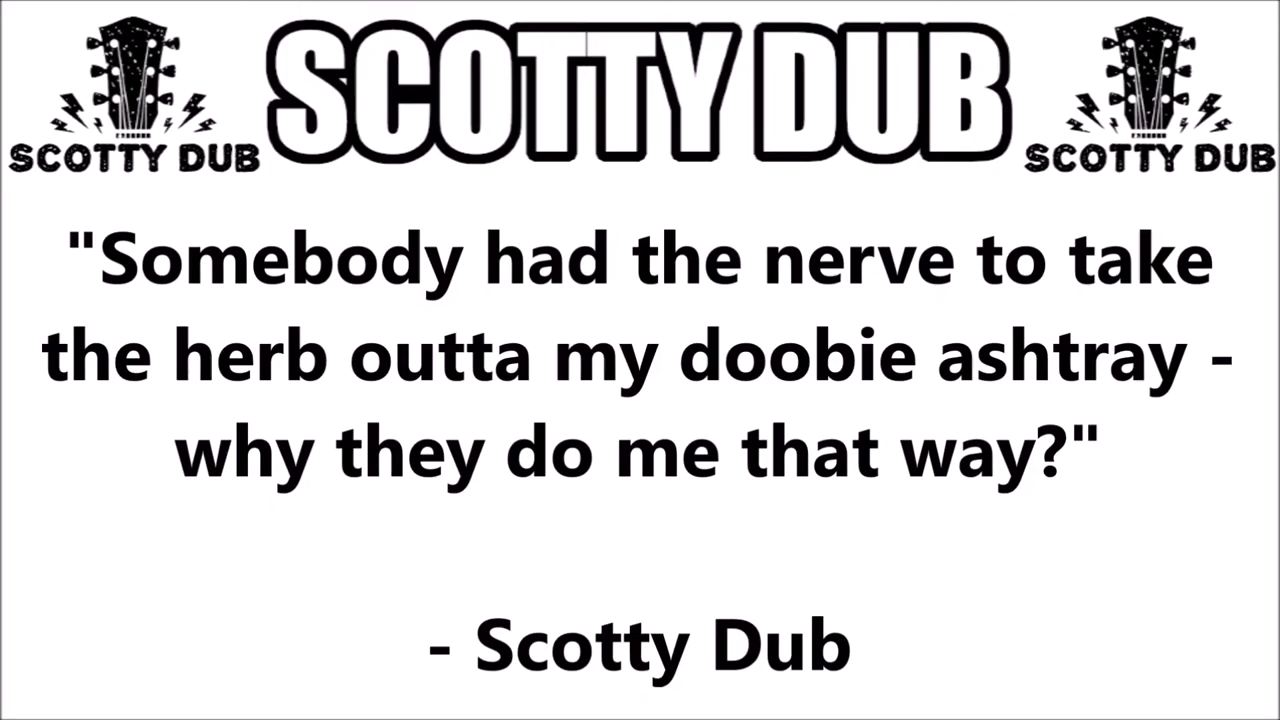 SCOTTY DUB
SCOTTY DUB
SCOTTY DUB
"Somebody had the nerve to take
the herb outta my doobie ashtray -
why they do me that way?"
- Scotty Dub